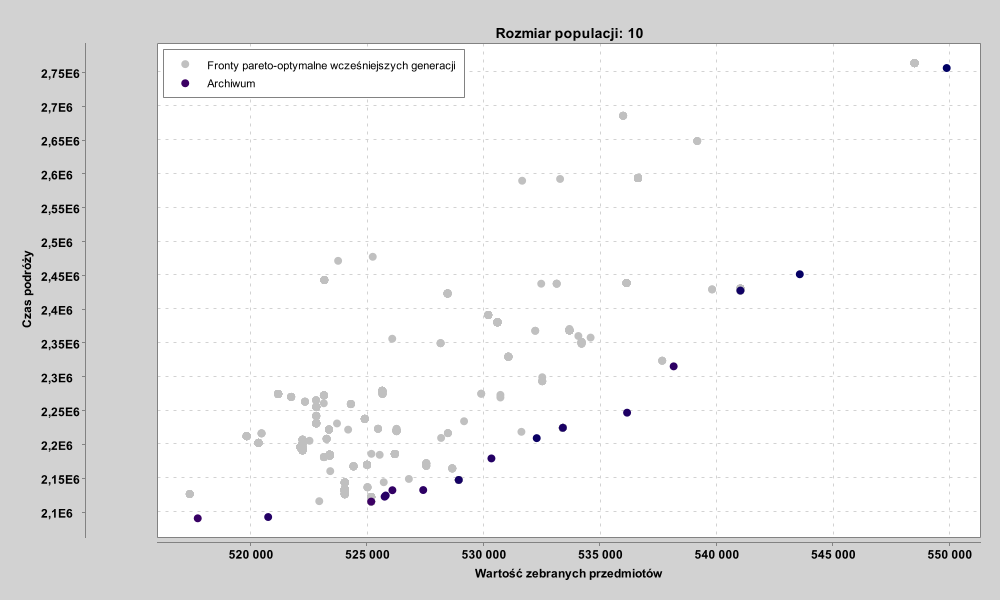 Rozmiar populacji: 10
Fronty pareto-optymalne wcześniejszych generacji
Archiwum
2,75E6
2,7E6
2,65E6
2,6E6
2,55E6
2,5E6
2,45E6
2,4E6
2,35E6
2,3E6
2,25E6
2,2E6
2,15E6
2,1E6
Czas podróży
520 000 525 000 530 000 535 000 540 000 545 000 550 000
Wartość zebranych przedmiotów